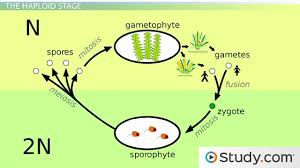 THE HAPLOID STAGE
N
gametophyte
spores
mitosis
gametes
meiosis
fusion
zygote
mitosis
2N
sporophyte
Study.com